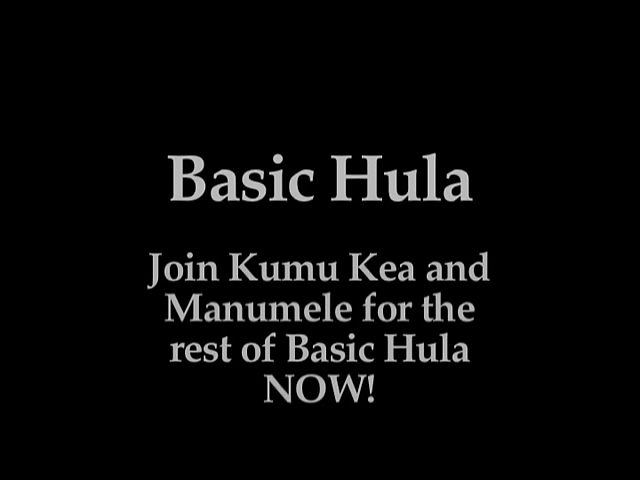 Basic Hula
Join Kumu Kea and
Manumele for the
rest of Basic Hula
NOW!